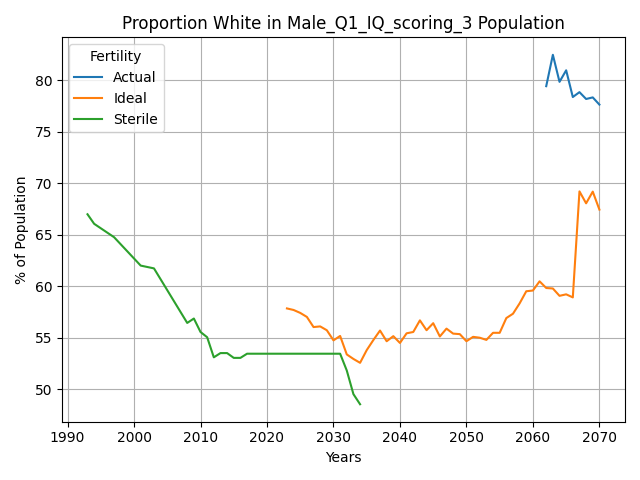 Proportion White in Male_Q1_IQ_scoring_3 Population
Fertility
Actual
Ideal
Sterile
% of Population
80
75
70
65
60
55
50
1990 2000 2010 2020 2030 2040 2050 2060 2070
Years